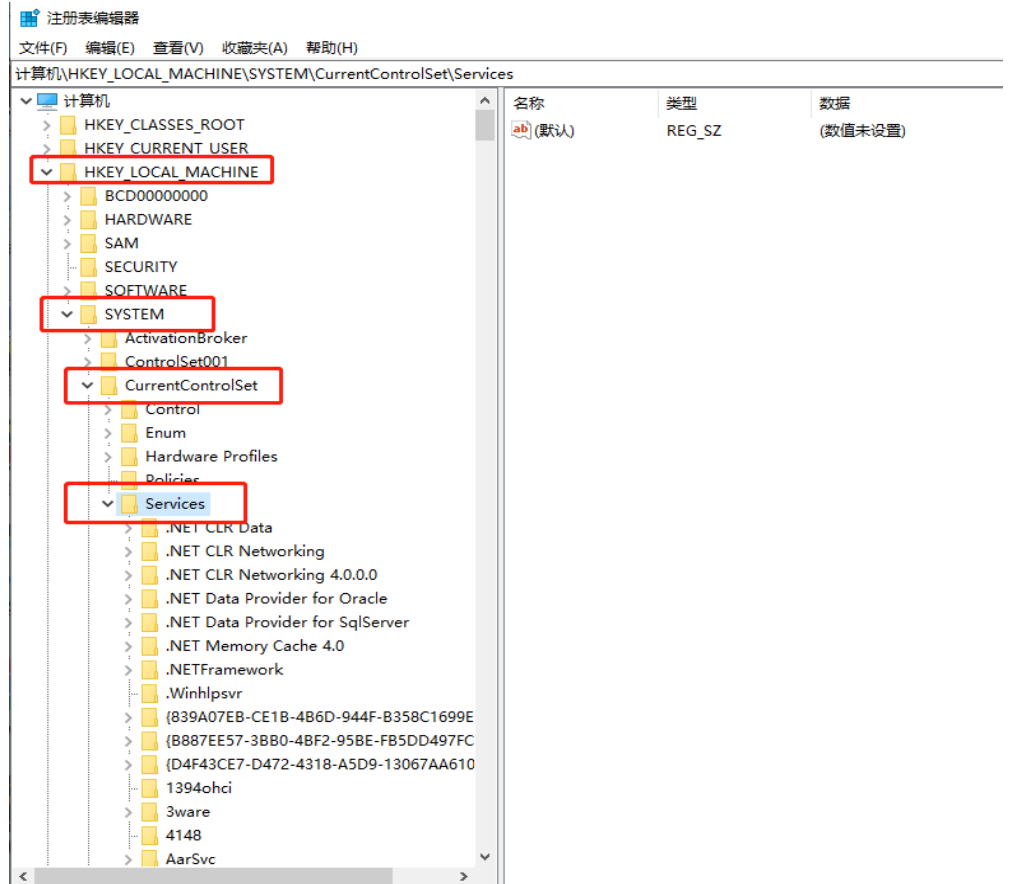 注册表编辑器
文件(F) 编辑(E) 查看(V) 收藏夹(A) 帮助(H)
计算机\HKEY_LOCAL_MACHINE\SYSTEM\CurrentControlSet\Services
计算机
HKEY_CLASSES_ROOT
HKEY_CURRENT_USER
HKEY_LOCAL_MACHINE
BCD00000000
HARDWARE
SAM
SECURITY
SOFTWARE
SYSTEM
ActivationBroker
ControlSet001
CurrentControlSet
Control
Enum
Hardware Profiles
Policies
Services
.NET CLR Data
.NET CLR Networking
.NET CLR Networking 4.0.0.0
.NET Data Provider for Oracle
.NET Data Provider for SqlServer
.NET Memory Cache 4.0
.NETFramework
.Winhlpsvr
{839A07EB-CE1B-4B6D-944F-B358C1699E
{B887EE57-3BB0-4BF2-95BE-FB5DD497FC
{D4F43CE7-D472-4318-A5D9-13067AA610
1394ohci
3ware
4148
AarSvc
名称 类型 数据
ab (默认) REG_SZ (数值未设置)